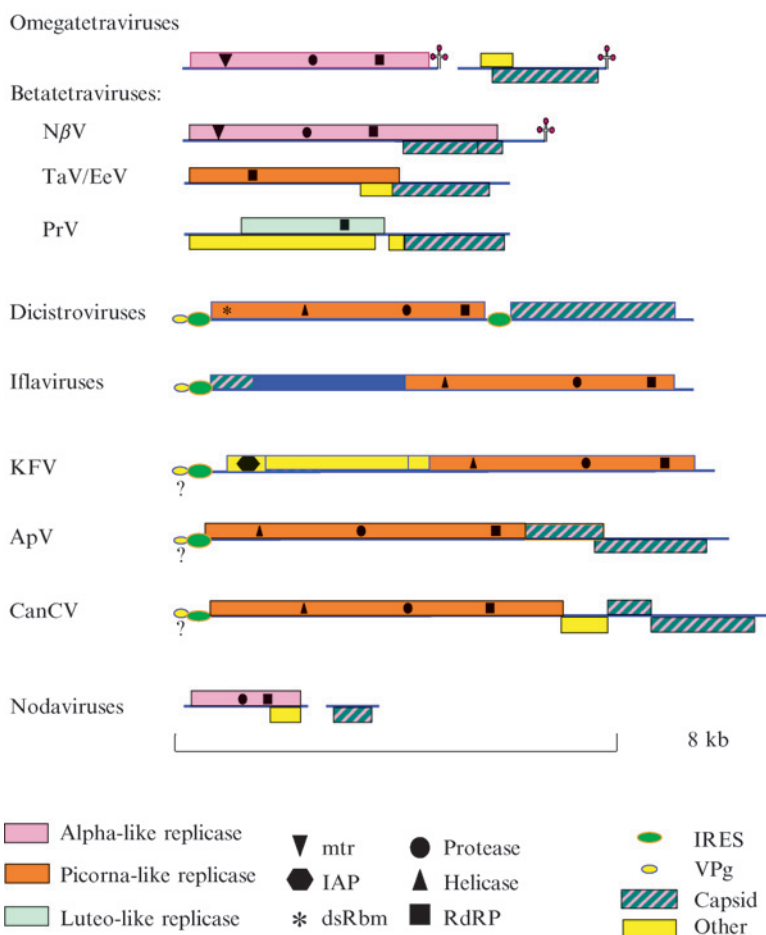 Omegatetraviruses
Betatetraviruses:
NβV
TaV/EeV
PrV
Dicistroviruses
*
Iflaviruses
KFV
?
ApV
?
CanCV
?
Nodaviruses
8 kb
Alpha-like replicase
mtr
Protease
IRES
Picorna-like replicase
IAP
Helicase
VPg
Luteo-like replicase
* dsRbm
RdRP
Capsid
Other